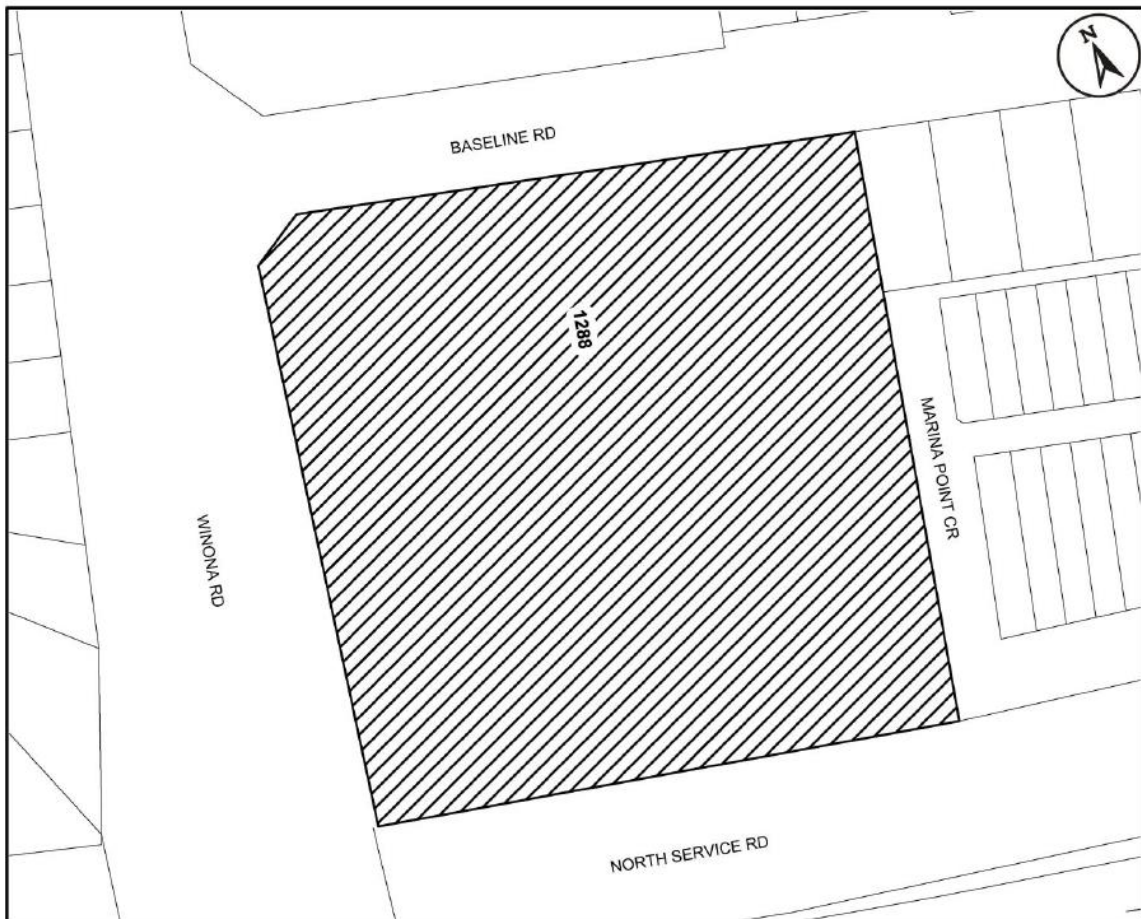 N
BASELINE RD
1288
MARINA POINT CR
WINONA RD
NORTH SERVICE RD